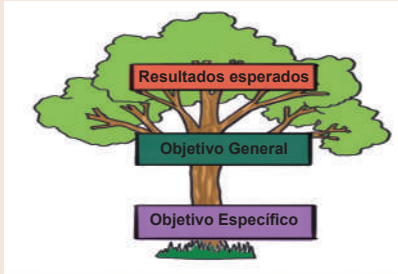 Resultados esperados
Objetivo General
Objetivo Específico